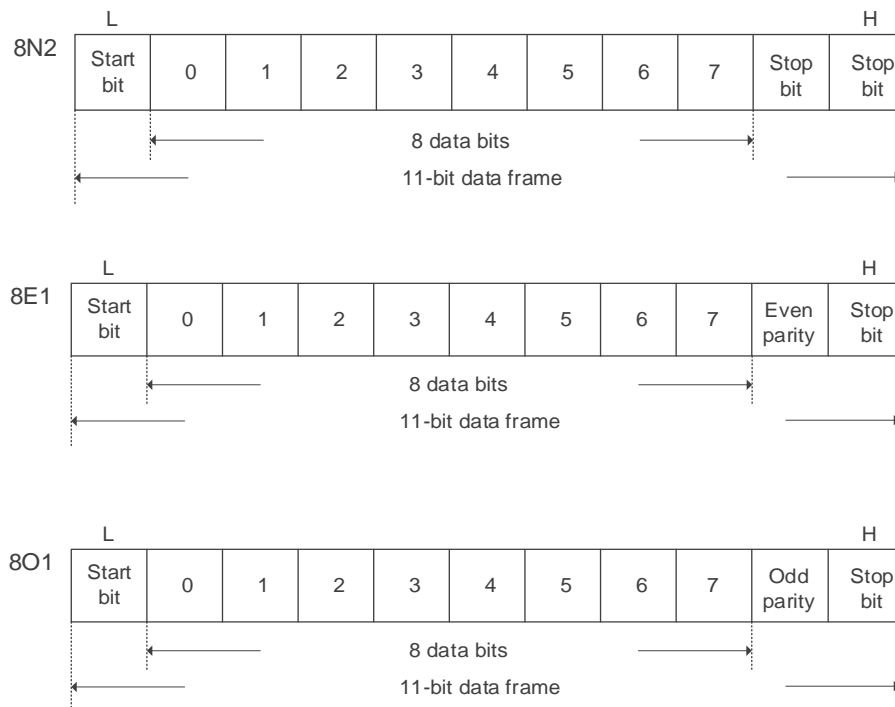 L H
8N2 Start bit 0 1 2 3 4 5 6 7 Stop bit Stop bit
8 data bits
11-bit data frame
L H
8E1 Start bit 0 1 2 3 4 5 6 7 Even parity Stop bit
8 data bits
11-bit data frame
L H
8O1 Start bit 0 1 2 3 4 5 6 7 Odd parity Stop bit
8 data bits
11-bit data frame